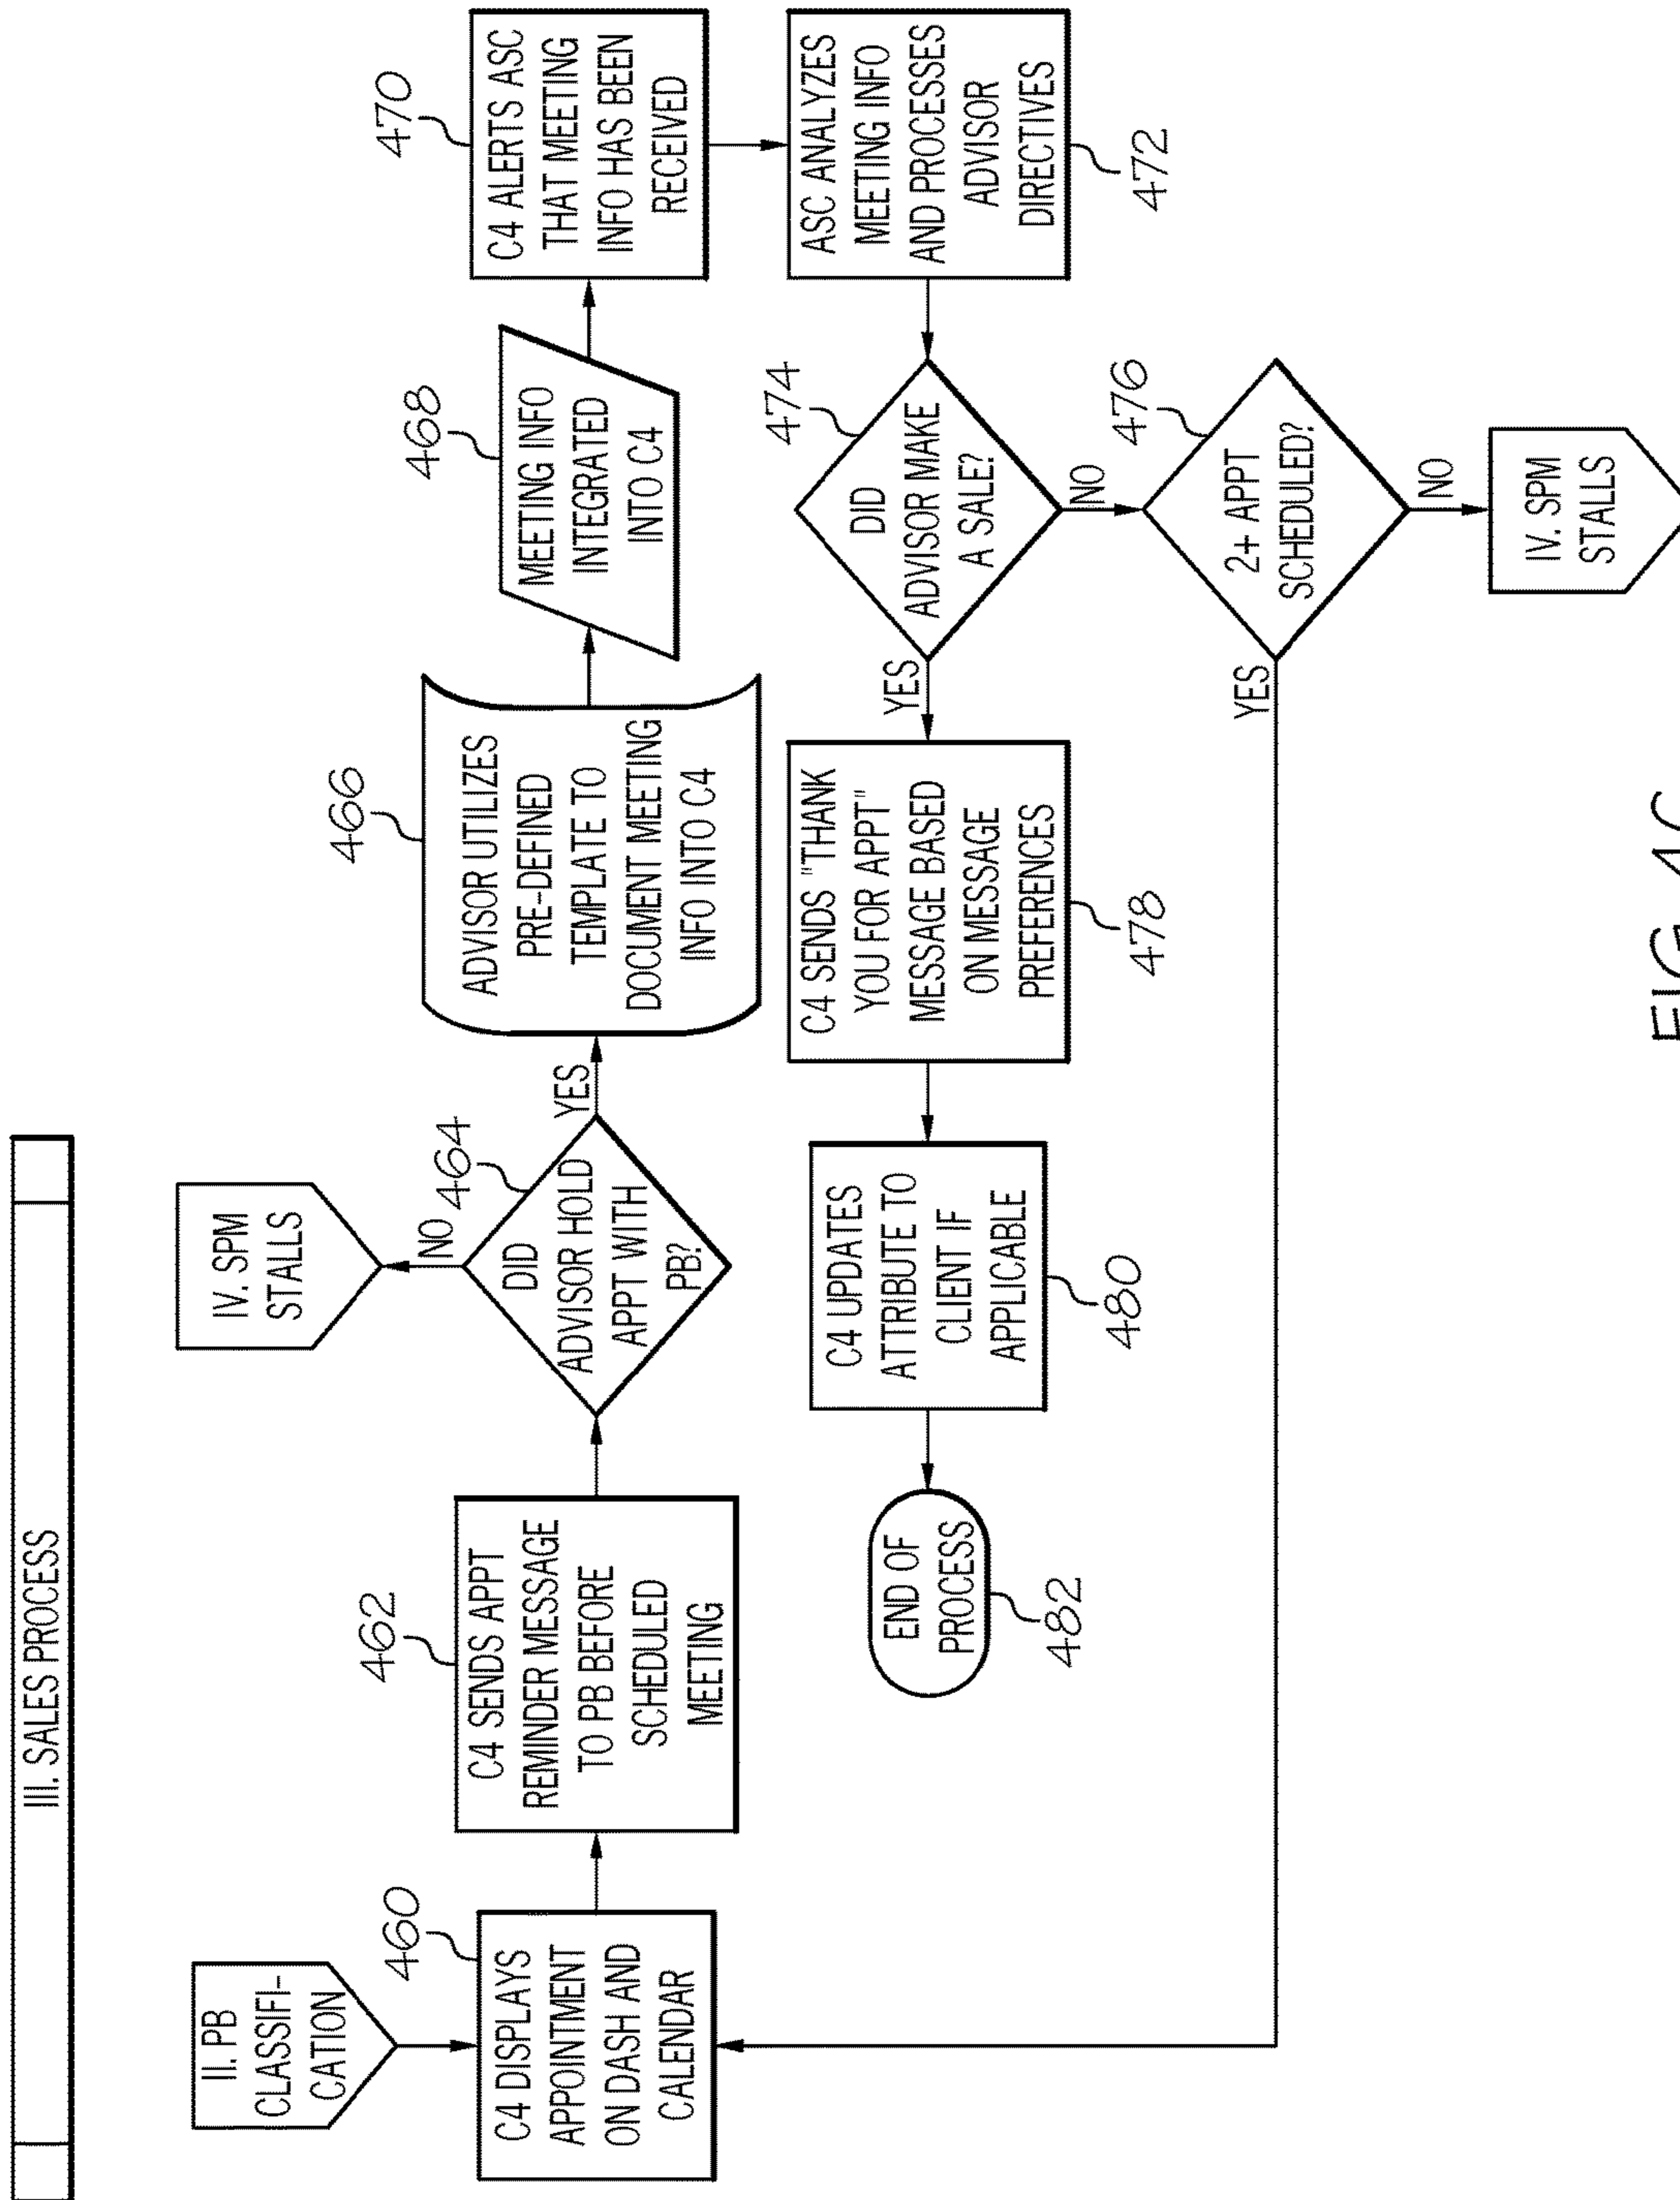 III. SALES PROCESS
II. PB
CLASSIFI-
CATION
460
C4 DISPLAYS
APPOINTMENT
ON DASH AND
CALENDAR
462
C4 SENDS APPT
REMINDER MESSAGE
TO PB BEFORE
SCHEDULED
MEETING
IV. SPM
STALLS
NO
464
DID
ADVISOR HOLD
APPT WITH
PB?
YES
466
ADVISOR UTILIZES
PRE-DEFINED
TEMPLATE TO
DOCUMENT MEETING
INFO INTO C4
468
MEETING INFO
INTEGRATED
INTO C4
470
C4 ALERTS ASC
THAT MEETING
INFO HAS BEEN
RECEIVED
ASC ANALYZES
MEETING INFO
AND PROCESSES
ADVISOR
DIRECTIVES
472
474
DID
ADVISOR MAKE
A SALE?
YES
NO
C4 SENDS "THANK
YOU FOR APPT"
MESSAGE BASED
ON MESSAGE
PREFERENCES
478
C4 UPDATES
ATTRIBUTE TO
CLIENT IF
APPLICABLE
480
END OF
PROCESS
482
476
2+ APPT
SCHEDULED?
YES
NO
IV. SPM
STALLS
FIG. 4C